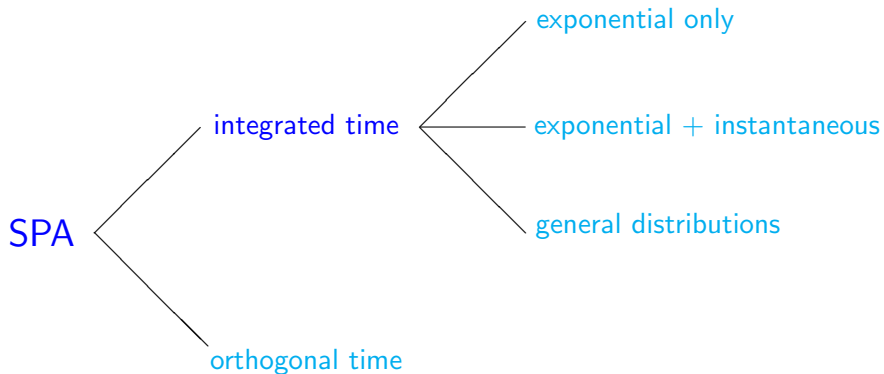 exponential only
integrated time
exponential + instantaneous
general distributions
SPA
orthogonal time